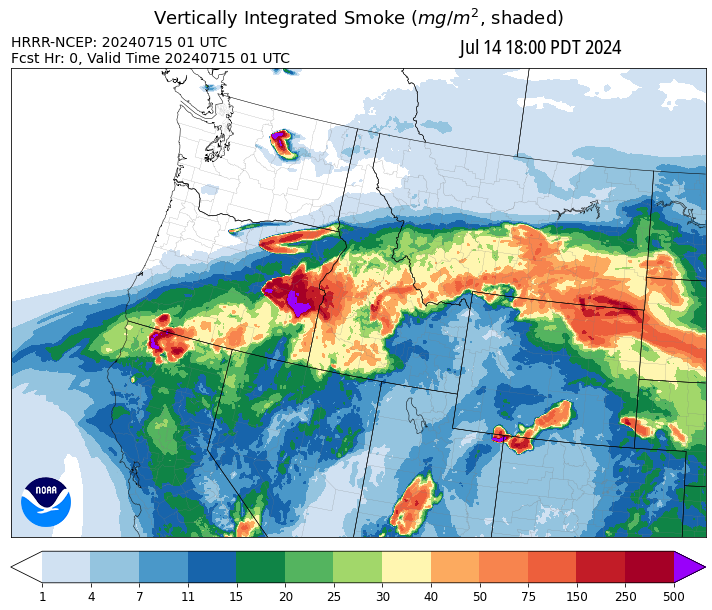 Vertically Integrated Smoke (mg/m², shaded)
HRRR-NCEP: 20240715 01 UTC
Jul 14 18:00 PDT 2024
Fcst Hr: 0, Valid Time 20240715 01 UTC
NOAA
1 4 7 11 15 20 25 30 40 50 75 150 250 500